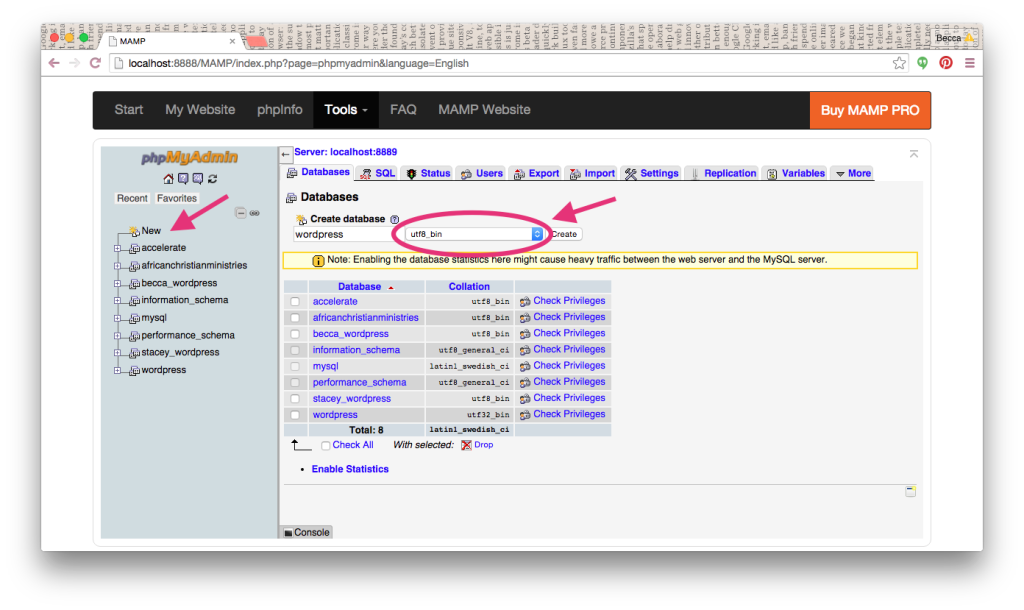 MAMP
Becca
localhost:8888/MAMP/index.php?page=phpmyadmin&language=English
Start My Website phpInfo Tools FAQ MAMP Website Buy MAMP PRO
phpMyAdmin
Recent Favorites
New
accelerate
africanchristianministries
becca_wordpress
information_schema
mysql
performance_schema
stacey_wordpress
wordpress
Server: localhost:8889
Databases SQL Status Users Export Import Settings Replication Variables More
Databases
Create database
wordpress utf8_bin Create
Note: Enabling the database statistics here might cause heavy traffic between the web server and the MySQL server.
Database Collation
accelerate utf8_bin Check Privileges
africanchristianministries utf8_bin Check Privileges
becca_wordpress utf8_bin Check Privileges
information_schema utf8_general_ci Check Privileges
mysql latin1_swedish_ci Check Privileges
performance_schema utf8_general_ci Check Privileges
stacey_wordpress utf8_bin Check Privileges
wordpress utf32_bin Check Privileges
Total: 8 latin1_swedish_ci
Check All With selected: Drop
• Enable Statistics
Console